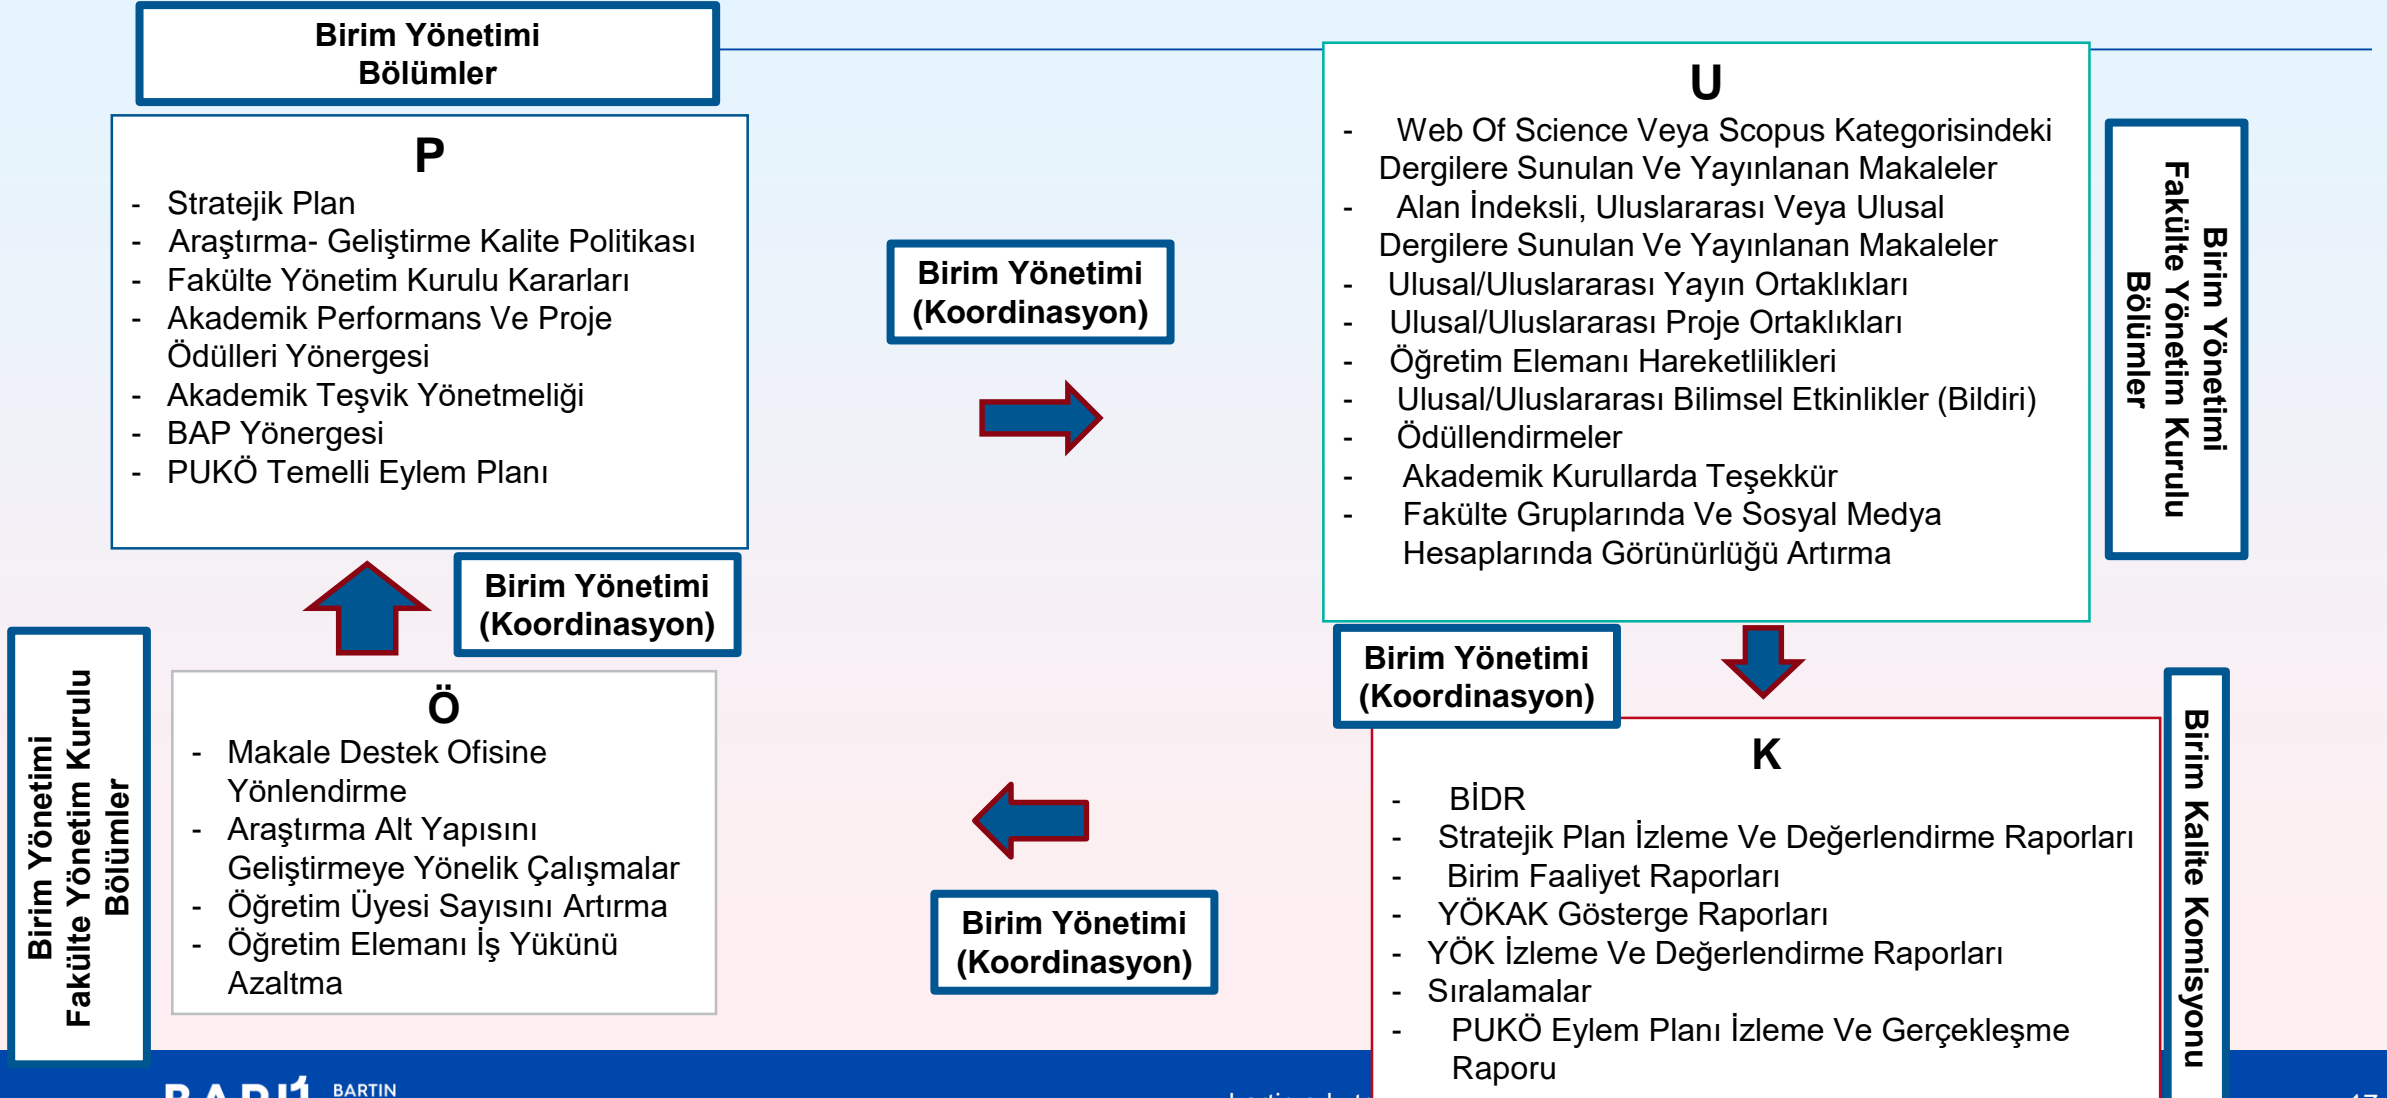 Birim Yönetimi
Bölümler
P
- Stratejik Plan
- Araştırma- Geliştirme Kalite Politikası
- Fakülte Yönetim Kurulu Kararları
- Akademik Performans Ve Proje
Ödülleri Yönergesi
- Akademik Teşvik Yönetmeliği
- BAP Yönergesi
- PUKÖ Temelli Eylem Planı
Birim Yönetimi
(Koordinasyon)
U
- Web Of Science Veya Scopus Kategorisindeki
Dergilere Sunulan Ve Yayınlanan Makaleler
- Alan İndeksli, Uluslararası Veya Ulusal
Dergilere Sunulan Ve Yayınlanan Makaleler
- Ulusal/Uluslararası Yayın Ortaklıkları
- Ulusal/Uluslararası Proje Ortaklıkları
- Öğretim Elemanı Hareketlilikleri
- Ulusal/Uluslararası Bilimsel Etkinlikler (Bildiri)
- Ödüllendirmeler
- Akademik Kurullarda Teşekkür
- Fakülte Gruplarında Ve Sosyal Medya
Hesaplarında Görünürlüğü Artırma
Birim Yönetimi
Fakülte Yönetim Kurulu
Bölümler
Birim Yönetimi
(Koordinasyon)
K
- BİDR
- Stratejik Plan İzleme Ve Değerlendirme Raporları
- Birim Faaliyet Raporları
- YÖKAK Gösterge Raporları
- YÖK İzleme Ve Değerlendirme Raporları
- Sıralamalar
- PUKÖ Eylem Planı İzleme Ve Gerçekleşme
Raporu
Birim Kalite Komisyonu
Birim Yönetimi
(Koordinasyon)
Ö
- Makale Destek Ofisine
Yönlendirme
- Araştırma Alt Yapısını
Geliştirmeye Yönelik Çalışmalar
- Öğretim Üyesi Sayısını Artırma
- Öğretim Elemanı İş Yükünü
Azaltma
Birim Yönetimi
Fakülte Yönetim Kurulu
Bölümler
Birim Yönetimi
(Koordinasyon)
BARTIN